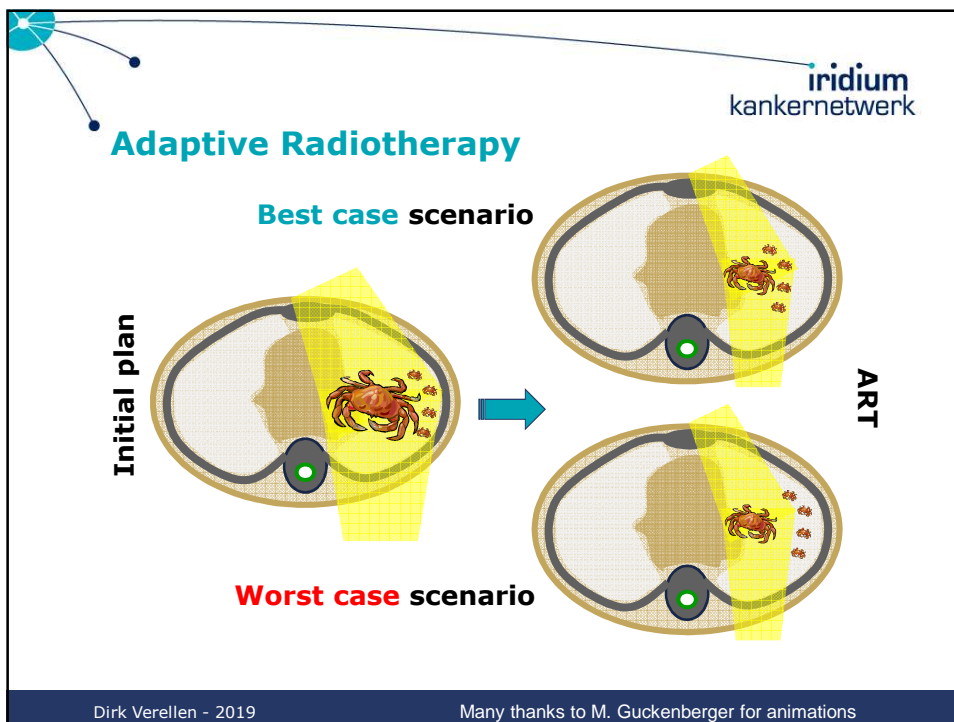 iridium
kankernetwerk
Adaptive Radiotherapy
Best case scenario
Initial plan
ART
Worst case scenario
Dirk Verellen - 2019
Many thanks to M. Guckenberger for animations